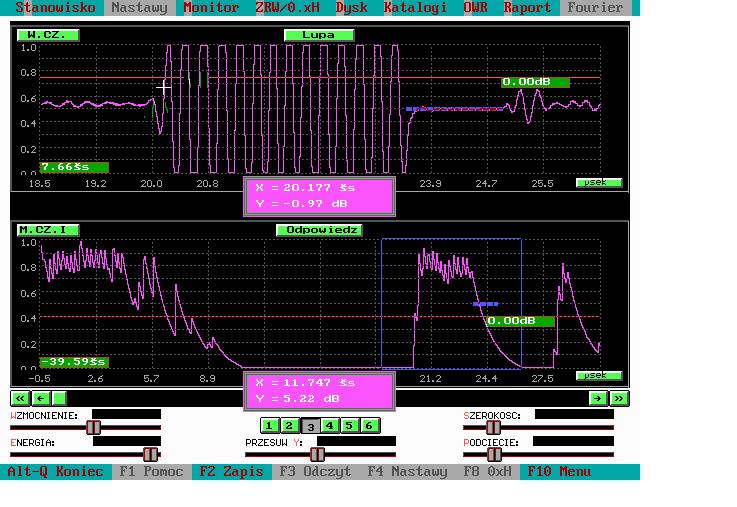 Stanowisko Nastawy Monitor ZRW/0.xH Dysk Katalogi OWR Raport Fourier
W.CZ. Lupa
1.0
0.8
0.00dB
0.6
0.4
0.2
7.66šs
0.0
18.5 19.2 20.0 20.8 23.9 24.7 25.5 µsek
X = 20.177 šs
Y = -0.97 dB
M.CZ.I Odpowiedz
1.0
0.8
0.6
0.4
0.00dB
0.2
-39.59šs
-0.5 2.6 5.7 8.9 21.2 24.4 27.5 µsek
X = 11.747 šs
Y = 5.22 dB
« ← → »
WZMOCNIENIE: SZEROKOSC:
1 2 3 4 5 6
ENERGIA: PRZESUW Y: PODCIECIE:
Alt-Q Koniec F1 Pomoc F2 Zapis F3 Odczyt F4 Nastawy F8 0xH F10 Menu